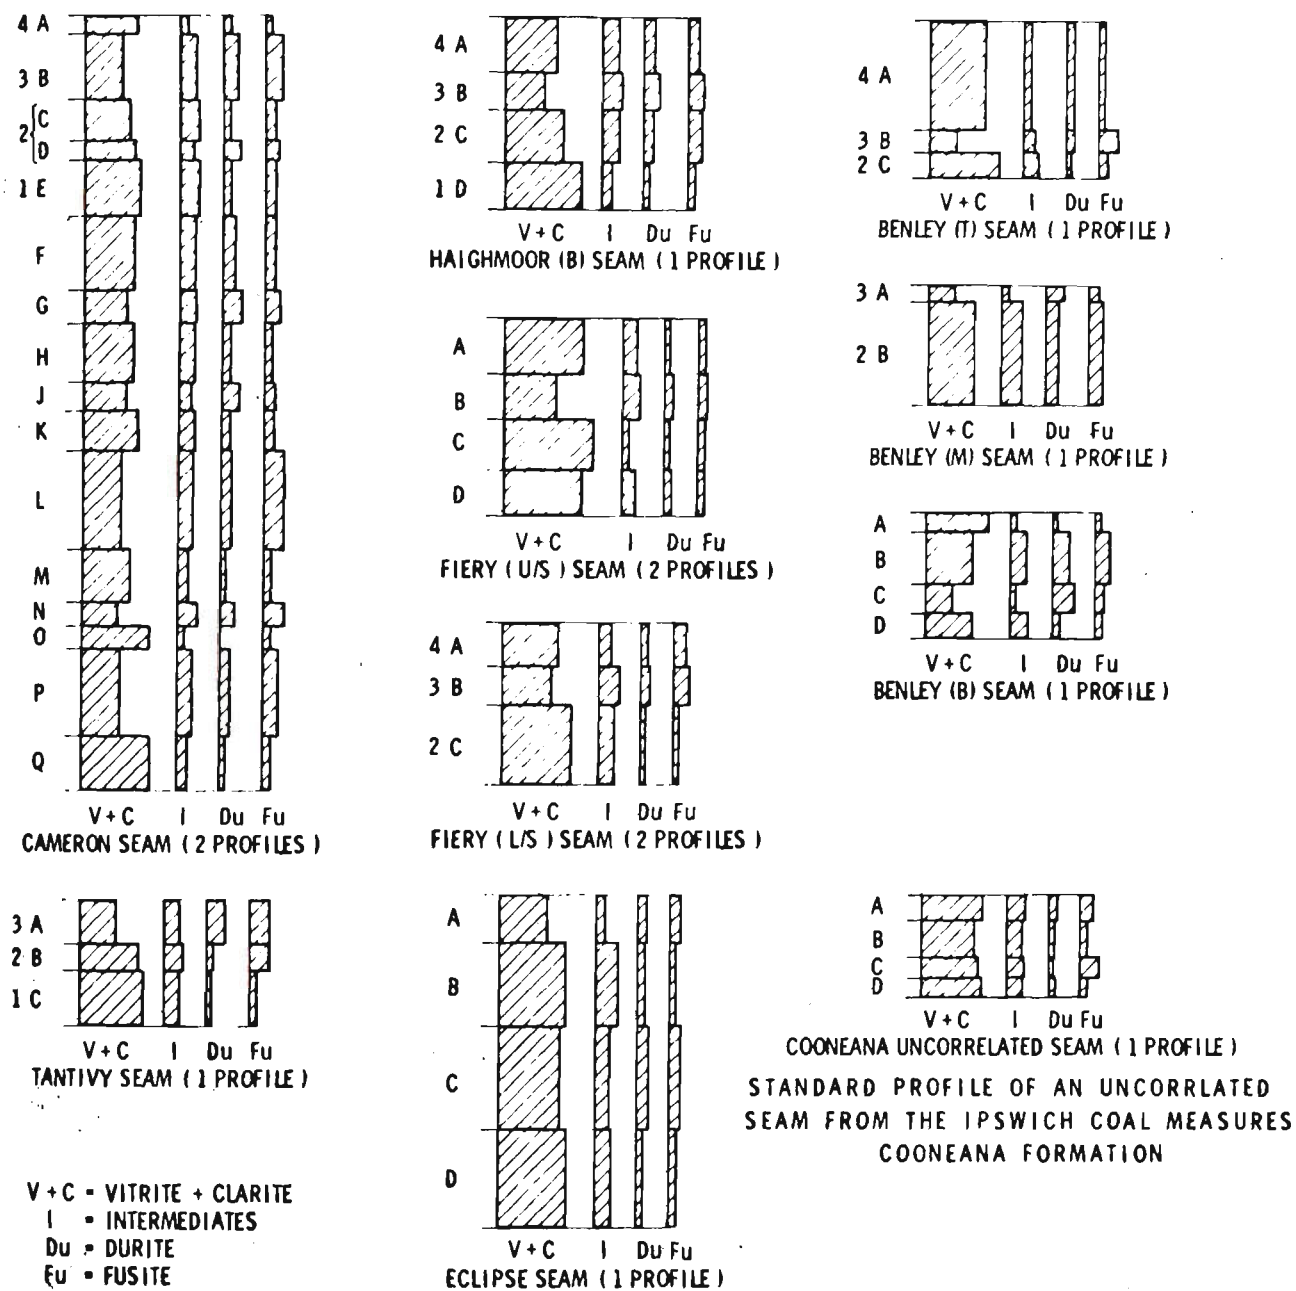 4 A
3 B
2 { C
D
1 E
F
G
H
J
K
L
M
N
O
P
Q
V + C I Du Fu
CAMERON SEAM ( 2 PROFILES )
3 A
2 B
1 C
V + C I Du Fu
TANTIVY SEAM ( 1 PROFILE )
V + C = VITRITE + CLARITE
I = INTERMEDIATES
Du = DURITE
Fu = FUSITE
4 A
3 B
2 C
1 D
V + C I Du Fu
HAIGHMOOR (B) SEAM ( 1 PROFILE )
A
B
C
D
V + C I Du Fu
FIERY ( U/S ) SEAM ( 2 PROFILES )
4 A
3 B
2 C
V + C I Du Fu
FIERY ( L/S ) SEAM ( 2 PROFILES )
A
B
C
D
V + C I Du Fu
ECLIPSE SEAM ( 1 PROFILE )
4 A
3 B
2 C
V + C I Du Fu
BENLEY (T) SEAM ( 1 PROFILE )
3 A
2 B
V + C I Du Fu
BENLEY (M) SEAM ( 1 PROFILE )
A
B
C
D
V + C I Du Fu
BENLEY (B) SEAM ( 1 PROFILE )
A
B
C
D
V + C I Du Fu
COONEANA UNCORRELATED SEAM ( 1 PROFILE )
STANDARD PROFILE OF AN UNCORRLATED
SEAM FROM THE IPSWICH COAL MEASURES
COONEANA FORMATION